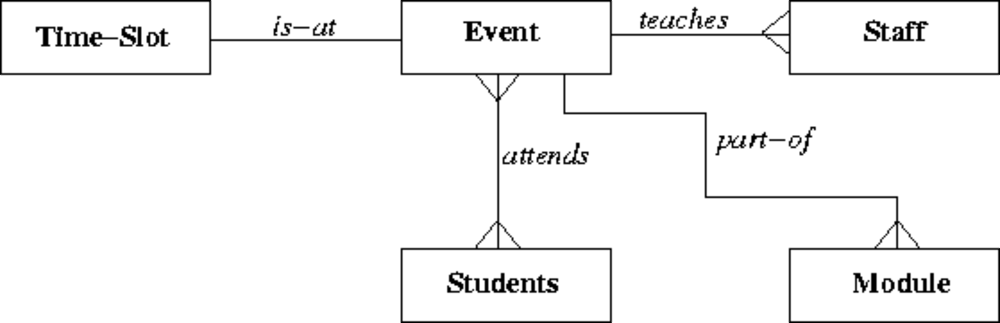 Time–Slot
is–at
Event
teaches
Staff
attends
part–of
Students
Module